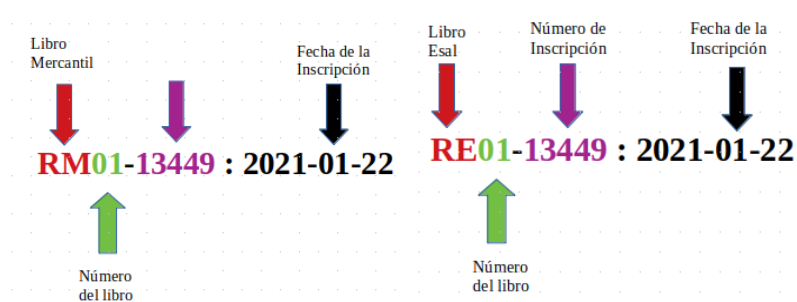 Libro
Mercantil
Fecha de la
Inscripción
RM01-13449 : 2021-01-22
Número
del libro
Libro
Esal
Número de
Inscripción
Fecha de la
Inscripción
RE01-13449 : 2021-01-22
Número
del libro